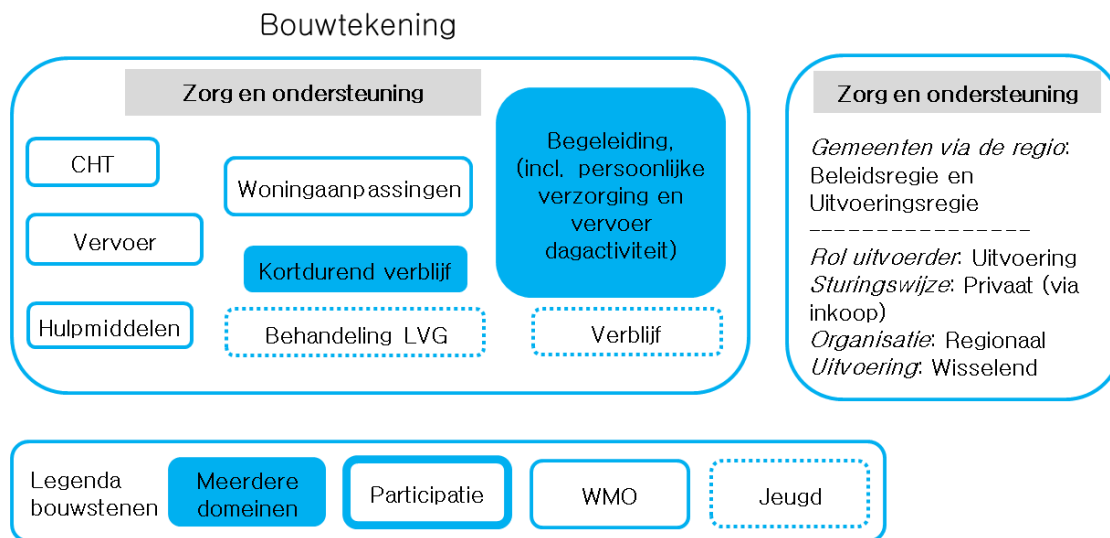 Bouwtekening
Zorg en ondersteuning
CHT
Vervoer
Hulpmiddelen
Woningaanpassingen
Kortdurend verblijf
Behandeling LVG
Begeleiding,
(incl. persoonlijke
verzorging en
vervoer
dagactiviteit)
Verblijf
Zorg en ondersteuning
Gemeenten via de regio:
Beleidsregie en
Uitvoeringsregie
----------------
Rol uitvoerder: Uitvoering
Sturingswijze: Privaat (via
inkoop)
Organisatie: Regionaal
Uitvoering: Wisselend
Legenda
bouwstenen
Meerdere
domeinen
Participatie
WMO
Jeugd